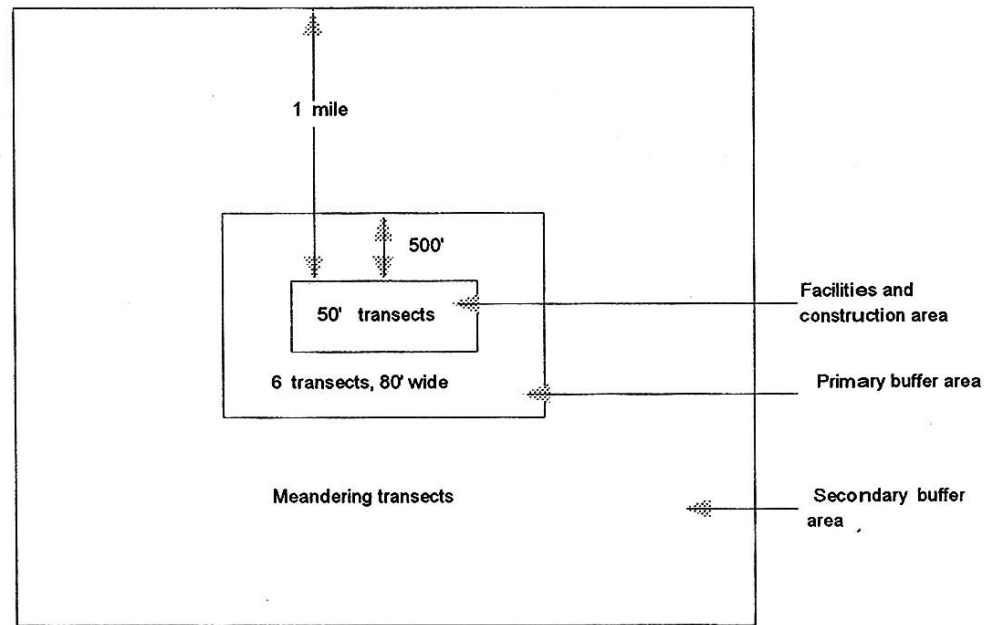 1 mile
500'
50' transects
Facilities and
construction area
6 transects, 80' wide
Primary buffer area
Meandering transects
Secondary buffer
area